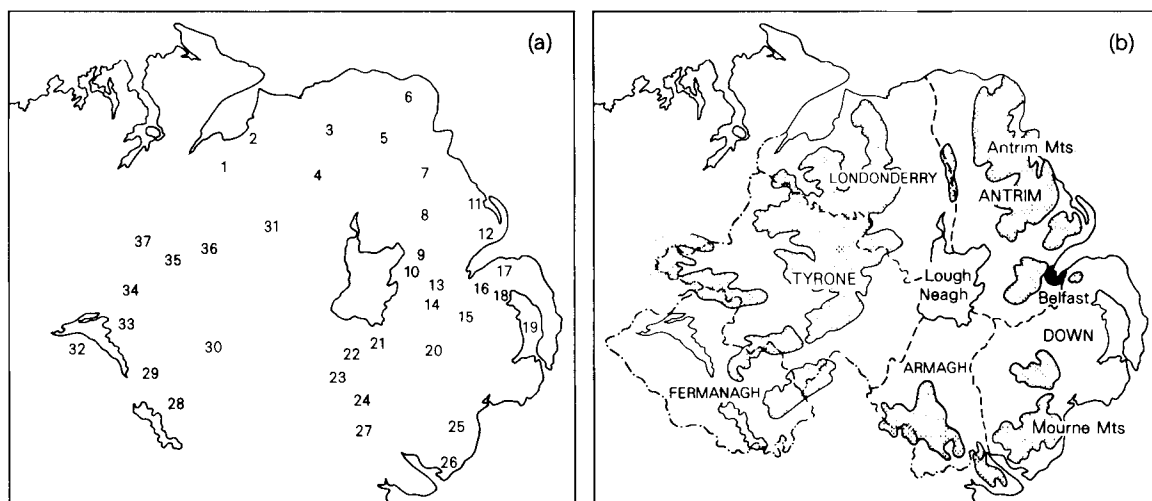 (a)
6
2
3
5
1
4
7
11
8
12
31
37
36
35
9
10
17
34
13
16
18
14
33
15
19
32
30
22
21
20
29
23
28
24
27
25
26
(b)
Antrim Mts
LONDONDERRY
ANTRIM
TYRONE
Lough
Neagh
Belfast
DOWN
ARMAGH
FERMANAGH
Mourne Mts